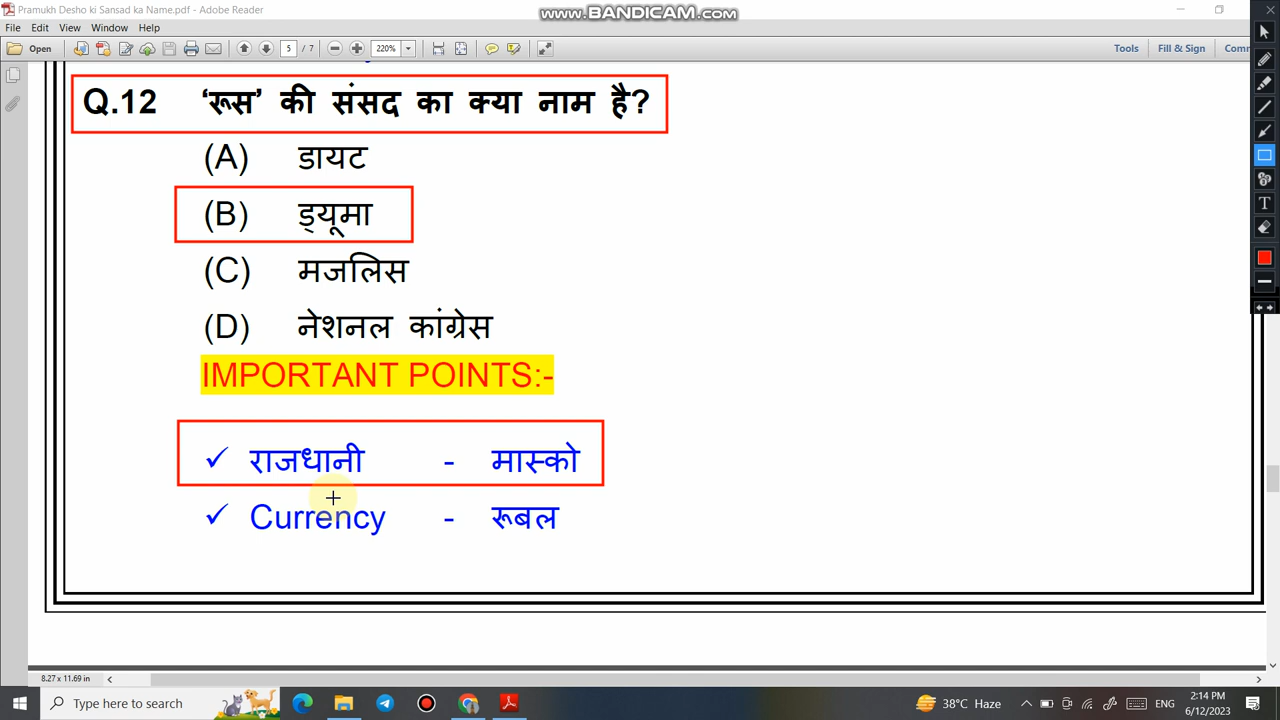 Pramukh Desho ki Sansad ka Name.pdf - Adobe Reader
www.BANDICAM.com
File Edit View Window Help
Open 5 / 7 220% Tools Fill & Sign Comm
Q.12 ‘रूस’ की संसद का क्या नाम है?
(A) डायट
(B) ड्यूमा
(C) मजलिस
(D) नेशनल कांग्रेस
IMPORTANT POINTS:-
✓ राजधानी - मास्को
✓ Currency - रूबल
8.27 x 11.69 in
Type here to search 38°C Haze ENG 2:14 PM
6/12/2023